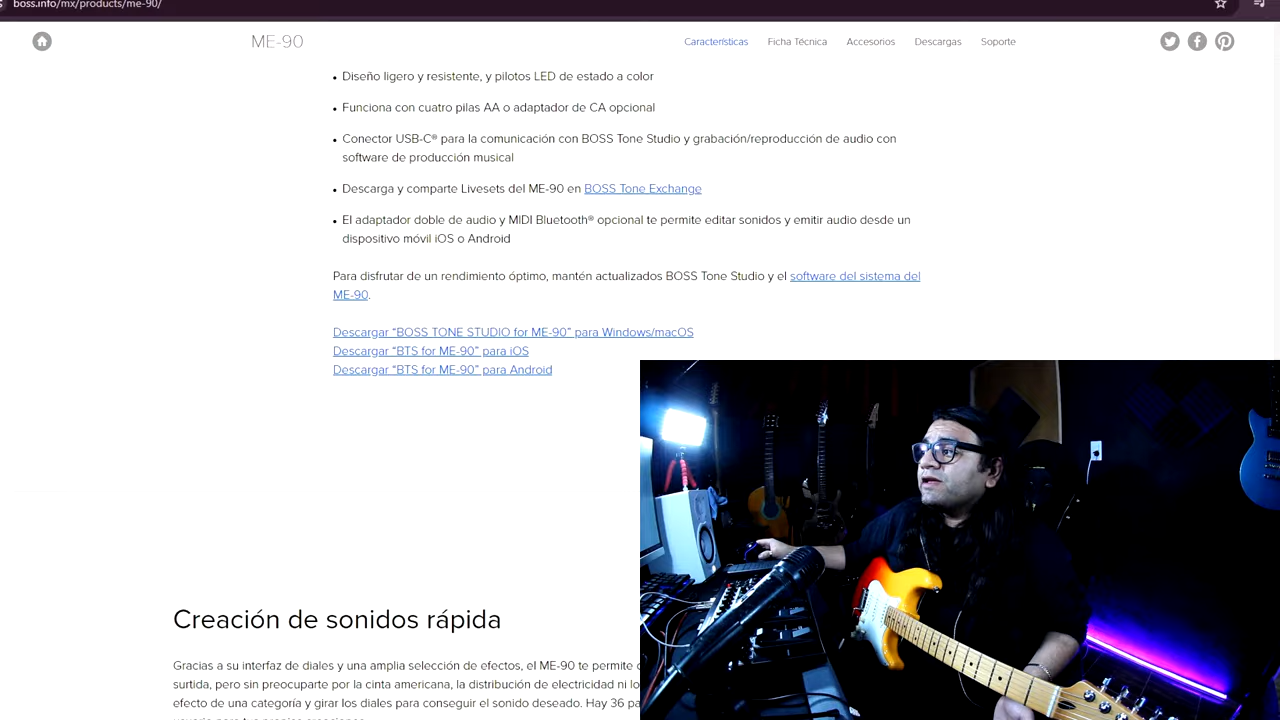 boss.info/mx/products/me-90/
ME-90 Características Ficha Técnica Accesorios Descargas Soporte
• Diseño ligero y resistente, y pilotos LED de estado a color
• Funciona con cuatro pilas AA o adaptador de CA opcional
• Conector USB-C® para la comunicación con BOSS Tone Studio y grabación/reproducción de audio con
software de producción musical
• Descarga y comparte Livesets del ME-90 en BOSS Tone Exchange
• El adaptador doble de audio y MIDI Bluetooth® opcional te permite editar sonidos y emitir audio desde un
dispositivo móvil iOS o Android
Para disfrutar de un rendimiento óptimo, mantén actualizados BOSS Tone Studio y el software del sistema del
ME-90.
Descargar “BOSS TONE STUDIO for ME-90” para Windows/macOS
Descargar “BTS for ME-90” para iOS
Descargar “BTS for ME-90” para Android
Creación de sonidos rápida
Gracias a su interfaz de diales y una amplia selección de efectos, el ME-90 te permite
surtida, pero sin preocuparte por la cinta americana, la distribución de electricidad ni lo
efecto de una categoría y girar los diales para conseguir el sonido deseado. Hay 36 pa